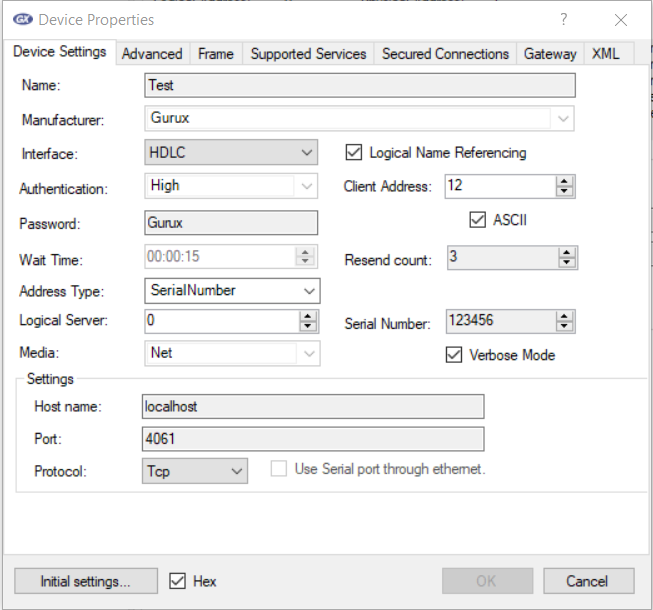 GX Device Properties ?
Device Settings Advanced Frame Supported Services Secured Connections Gateway XML
Name: Test
Manufacturer: Gurux
Interface: HDLC Logical Name Referencing
Authentication: High Client Address: 12
Password: Gurux ASCII
Wait Time: 00:00:15 Resend count: 3
Address Type: SerialNumber
Logical Server: 0 Serial Number: 123456
Media: Net Verbose Mode
Settings
Host name: localhost
Port: 4061
Protocol: Tcp Use Serial port through ethernet.
Initial settings... Hex OK Cancel